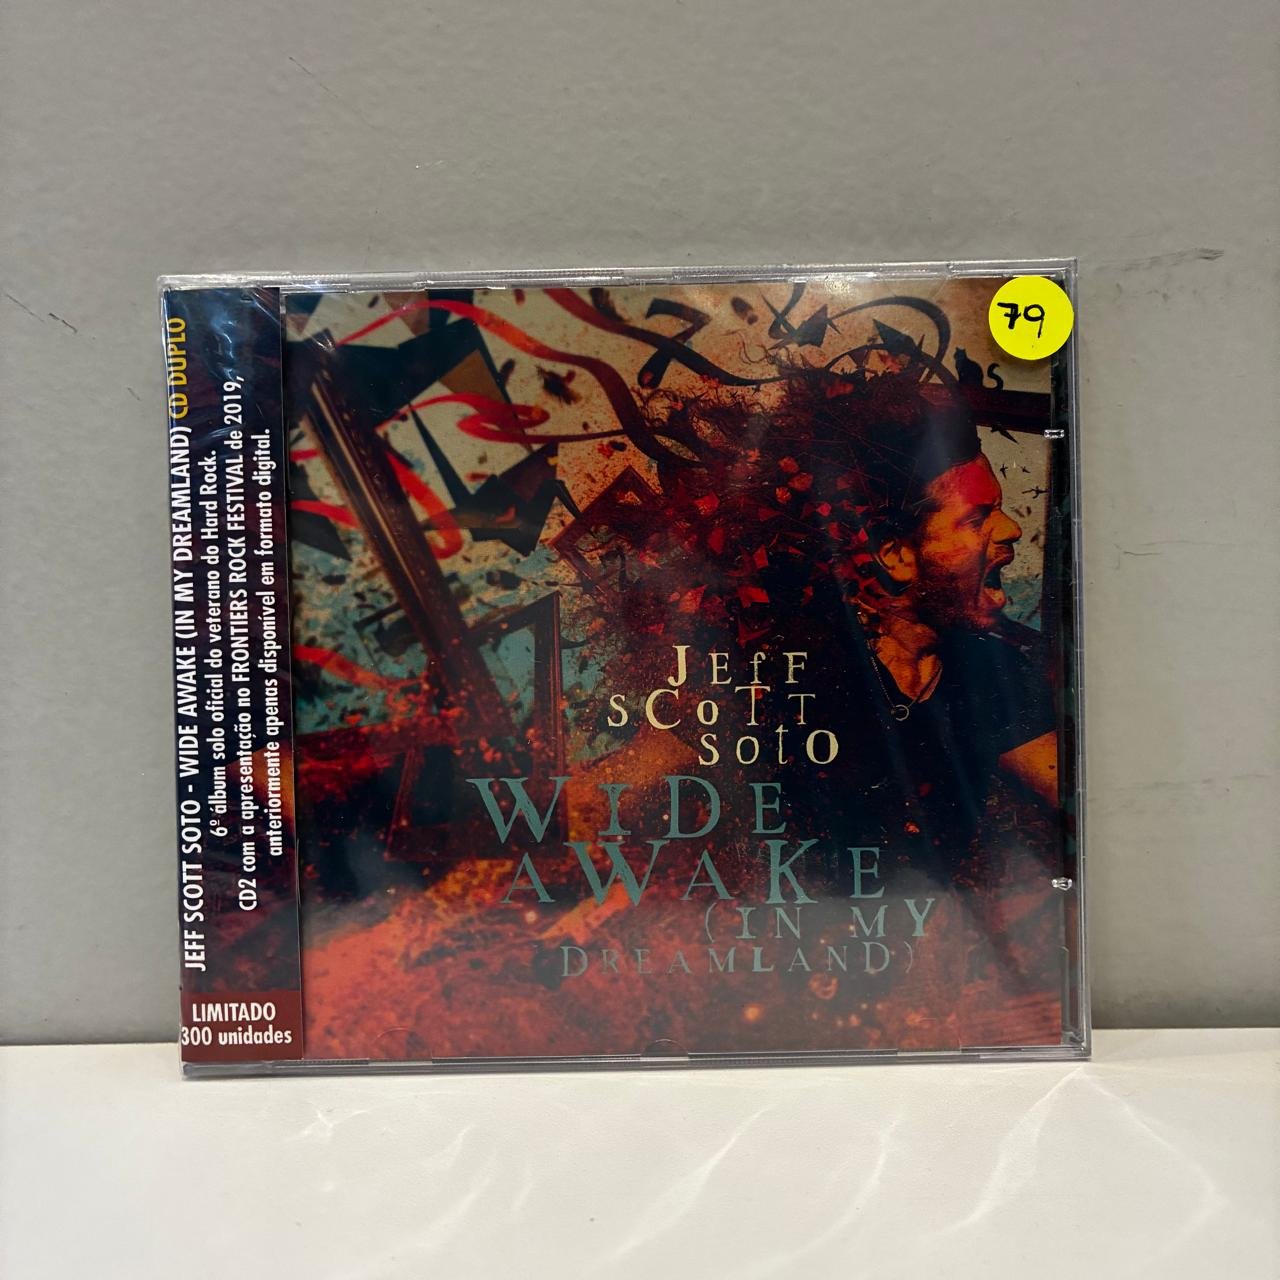 JEFF SCOTT SOTO - WIDE AWAKE (IN MY DREAMLAND) CD DUPLO
6º álbum solo oficial do veterano do Hard Rock.
CD2 com a apresentação no FRONTIERS ROCK FESTIVAL de 2019,
anteriormente apenas disponível em formato digital.
LIMITADO
300 unidades
79
JEfF
sCoTT
sotO
WIDE
AWAKE
(IN MY
DREAMLAND)